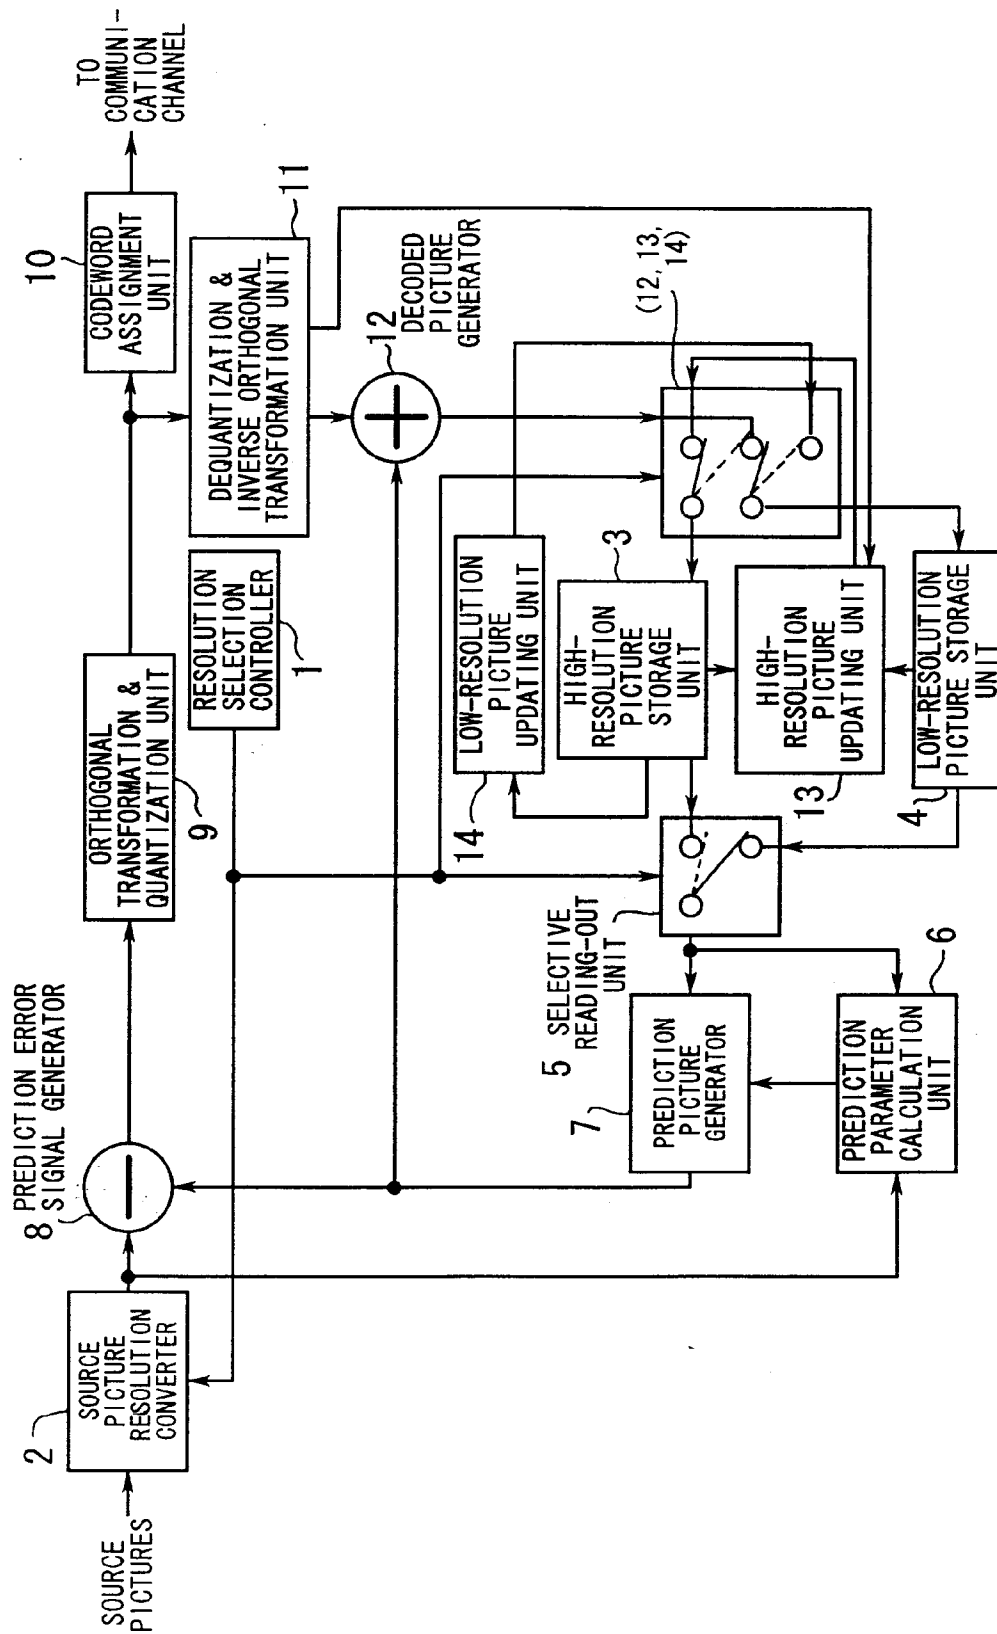 SOURCE
PICTURES
2
SOURCE
PICTURE
RESOLUTION
CONVERTER
8
PREDICTION ERROR
SIGNAL GENERATOR
ORTHOGONAL
TRANSFORMATION &
QUANTIZATION UNIT
9
10
CODEWORD
ASSIGNMENT
UNIT
TO
COMMUNI-
CATION
CHANNEL
RESOLUTION
SELECTION
CONTROLLER
1
DEQUANTIZATION &
INVERSE ORTHOGONAL
TRANSFORMATION UNIT
11
12
DECODED
PICTURE
GENERATOR
LOW-RESOLUTION
PICTURE
UPDATING UNIT
14
3
HIGH-
RESOLUTION
PICTURE
STORAGE
UNIT
(12, 13,
14)
5
SELECTIVE
READING-OUT
UNIT
7
PREDICTION
PICTURE
GENERATOR
HIGH-
RESOLUTION
PICTURE
UPDATING UNIT
13
6
PREDICTION
PARAMETER
CALCULATION
UNIT
4
LOW-RESOLUTION
PICTURE STORAGE
UNIT